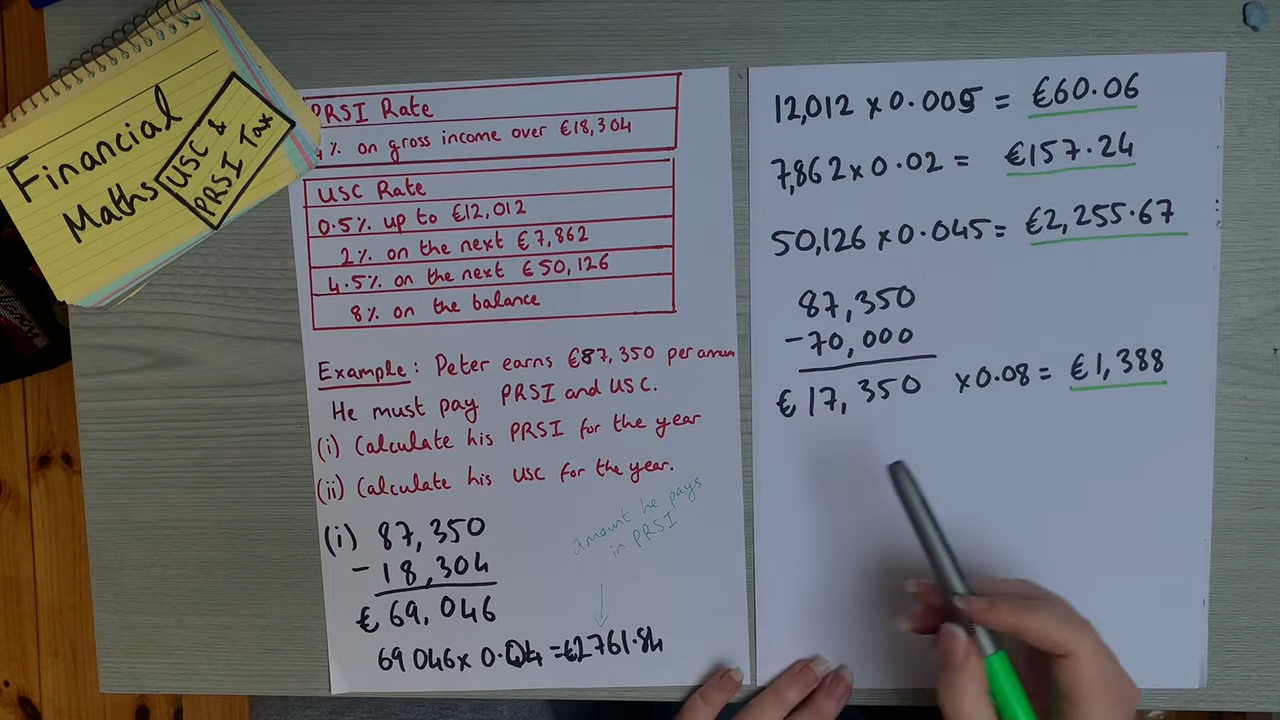 Financial
Maths
USC &
PRSI Tax
PRSI Rate
4% on gross income over €18,304
USC Rate
0.5% up to €12,012
2% on the next €7,862
4.5% on the next €50,126
8% on the balance
Example: Peter earns €87,350 per annum
He must pay PRSI and USC.
(i) Calculate his PRSI for the year
(ii) Calculate his USC for the year.
amount he pays
in PRSI
(i) 87,350
- 18,304
€ 69,046
69 046 x 0.04 = €2761.84
12,012 x 0.005 = €60.06
7,862 x 0.02 = €157.24
50,126 x 0.045 = €2,255.67
87,350
- 70,000
€ 17,350 x 0.08 = €1,388